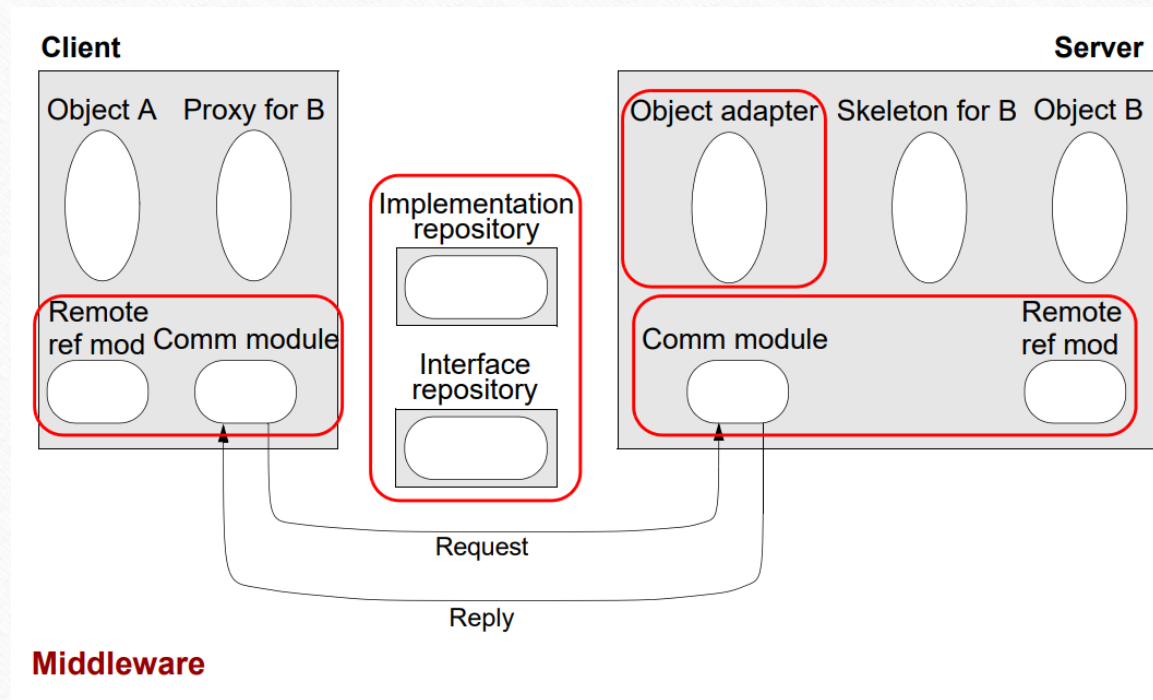 Client
Server
Object A
Proxy for B
Object adapter
Skeleton for B
Object B
Implementation
repository
Remote
ref mod
Comm module
Interface
repository
Comm module
Remote
ref mod
Request
Reply
Middleware